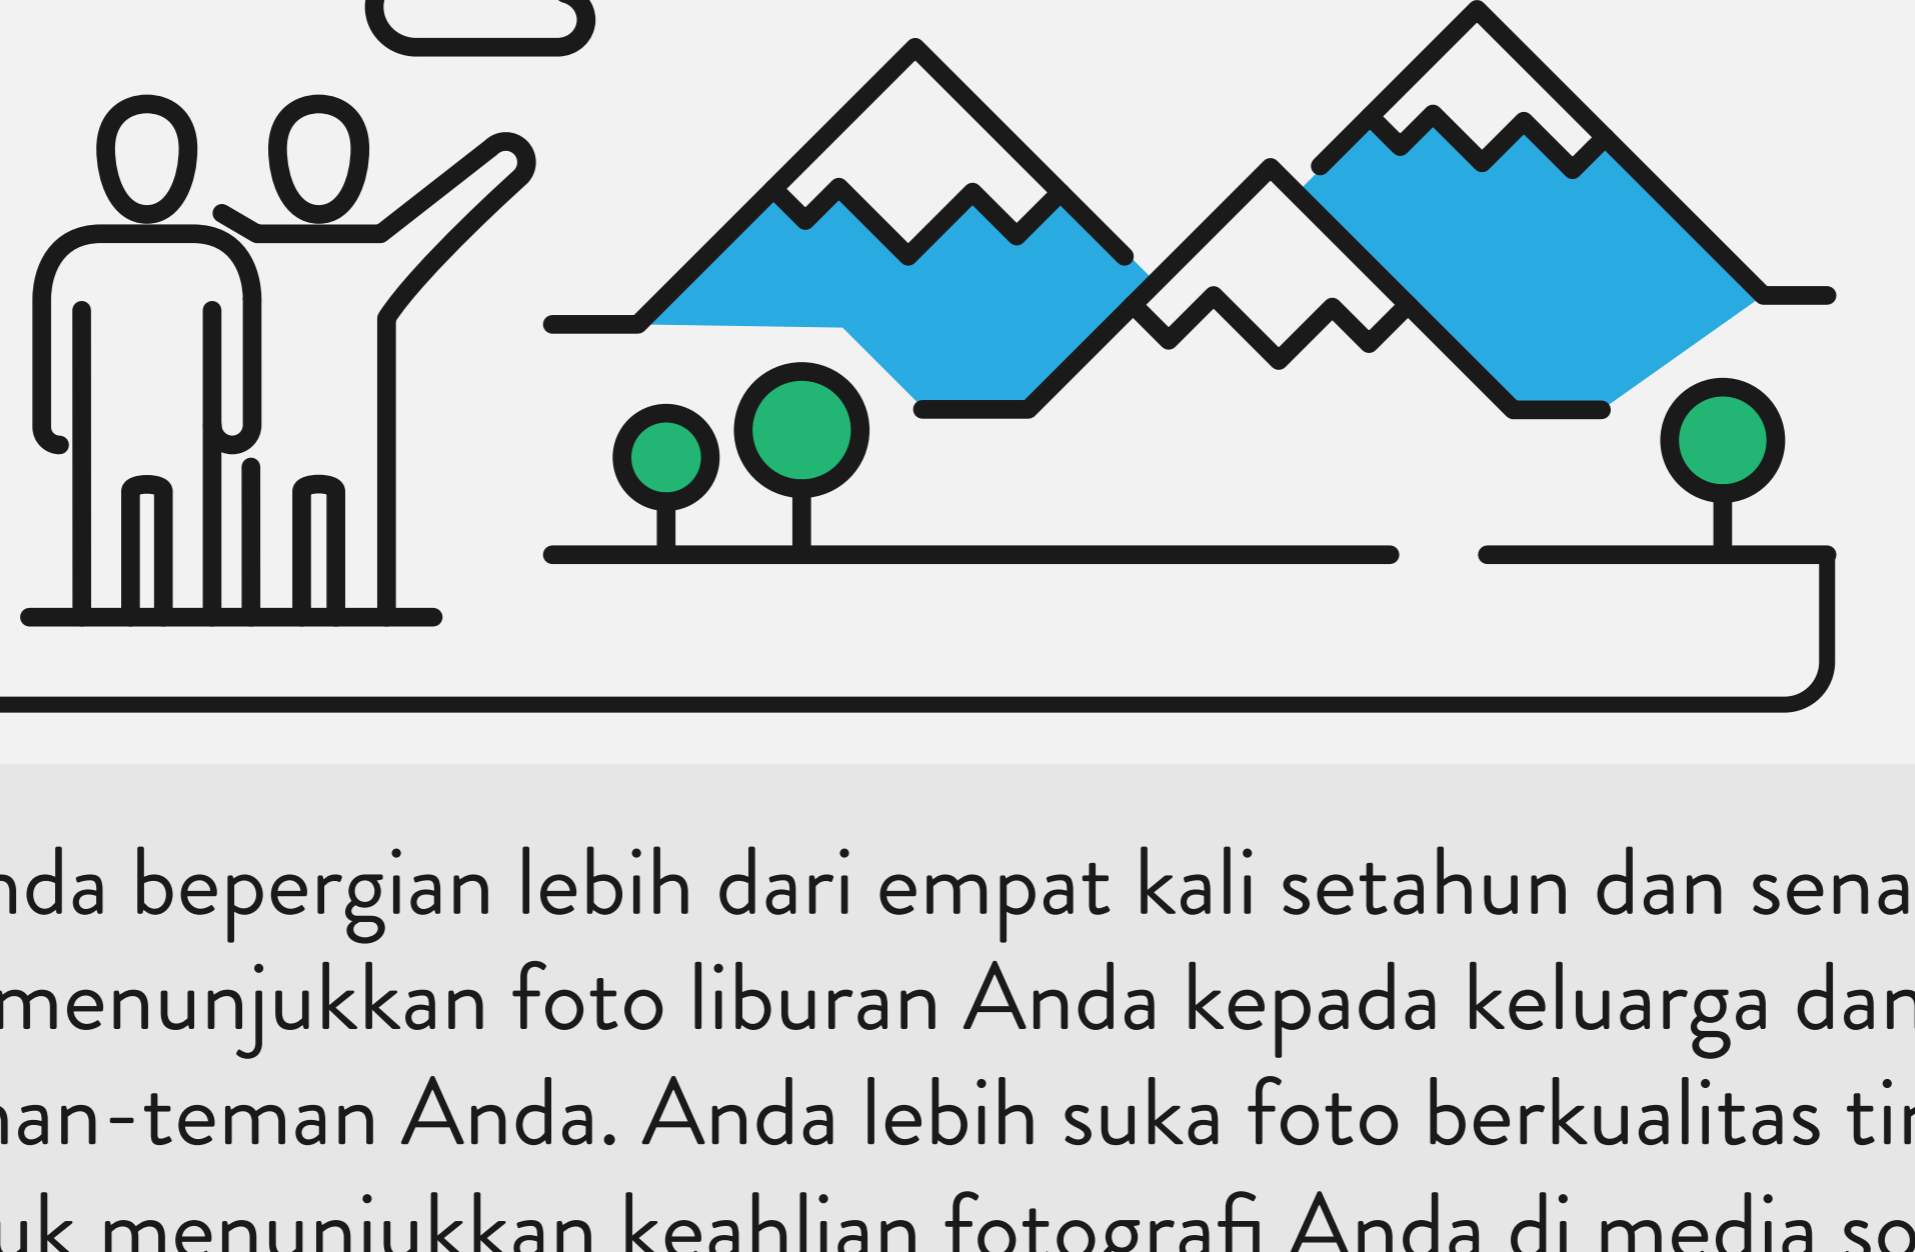 nda bepergian lebih dari empat kali setahun dan sena
menunjukkan foto liburan Anda kepada keluarga dan
nan-teman Anda. Anda lebih suka foto berkualitas tin
uk menunjukkan keahlian fotografi Anda di media so